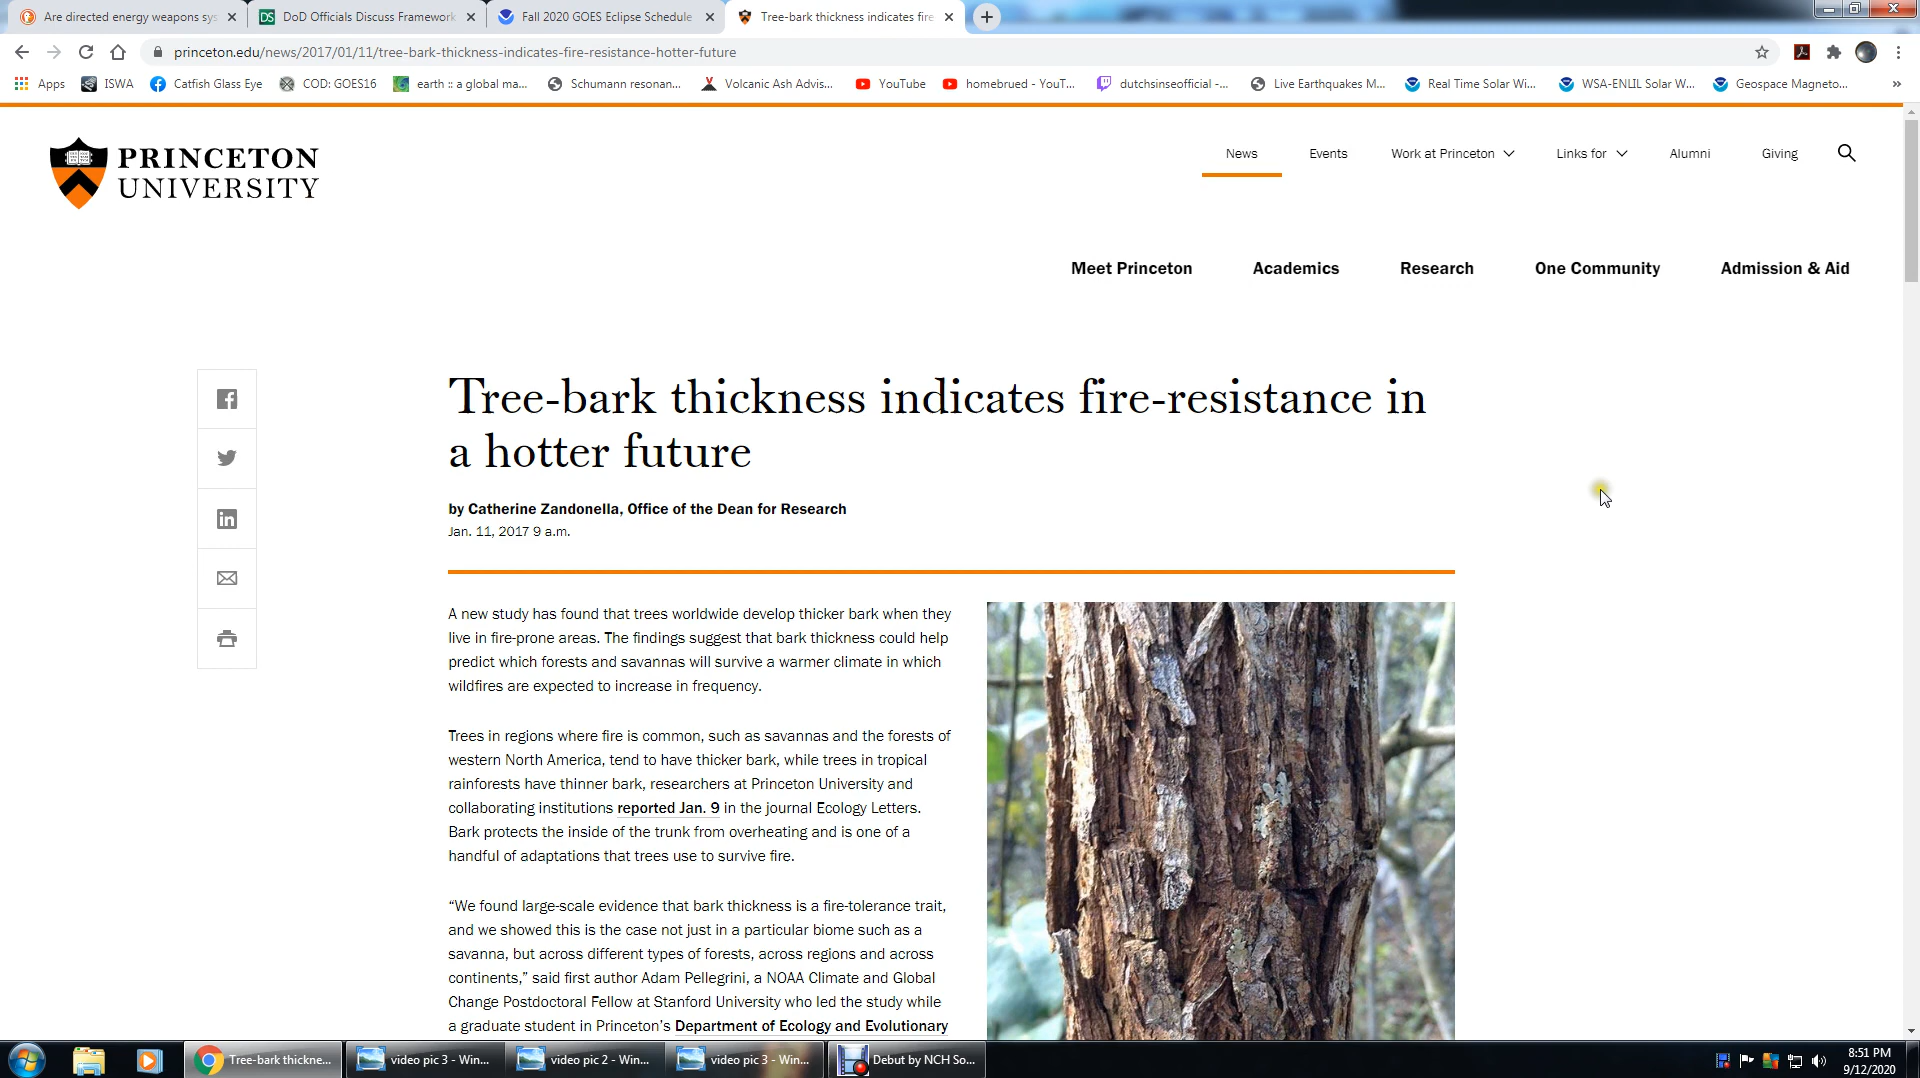 Are directed energy weapons sys
DoD Officials Discuss Framework
Fall 2020 GOES Eclipse Schedule
Tree-bark thickness indicates fire
princeton.edu/news/2017/01/11/tree-bark-thickness-indicates-fire-resistance-hotter-future
Apps
ISWA
Catfish Glass Eye
COD: GOES16
earth :: a global ma...
Schumann resonan...
Volcanic Ash Advis...
YouTube
homebrued - YouT...
dutchsinseofficial -...
Live Earthquakes M...
Real Time Solar Wi...
WSA-ENLIL Solar W...
Geospace Magneto...
PRINCETON
UNIVERSITY
News
Events
Work at Princeton
Links for
Alumni
Giving
Meet Princeton
Academics
Research
One Community
Admission & Aid
Tree-bark thickness indicates fire-resistance in
a hotter future
by Catherine Zandonella, Office of the Dean for Research
Jan. 11, 2017 9 a.m.
A new study has found that trees worldwide develop thicker bark when they
live in fire-prone areas. The findings suggest that bark thickness could help
predict which forests and savannas will survive a warmer climate in which
wildfires are expected to increase in frequency.
Trees in regions where fire is common, such as savannas and the forests of
western North America, tend to have thicker bark, while trees in tropical
rainforests have thinner bark, researchers at Princeton University and
collaborating institutions reported Jan. 9 in the journal Ecology Letters.
Bark protects the inside of the trunk from overheating and is one of a
handful of adaptations that trees use to survive fire.
“We found large-scale evidence that bark thickness is a fire-tolerance trait,
and we showed this is the case not just in a particular biome such as a
savanna, but across different types of forests, across regions and across
continents,” said first author Adam Pellegrini, a NOAA Climate and Global
Change Postdoctoral Fellow at Stanford University who led the study while
a graduate student in Princeton’s Department of Ecology and Evolutionary
Tree-bark thickne...
video pic 3 - Win...
video pic 2 - Win...
video pic 3 - Win...
Debut by NCH So...
8:51 PM
9/12/2020